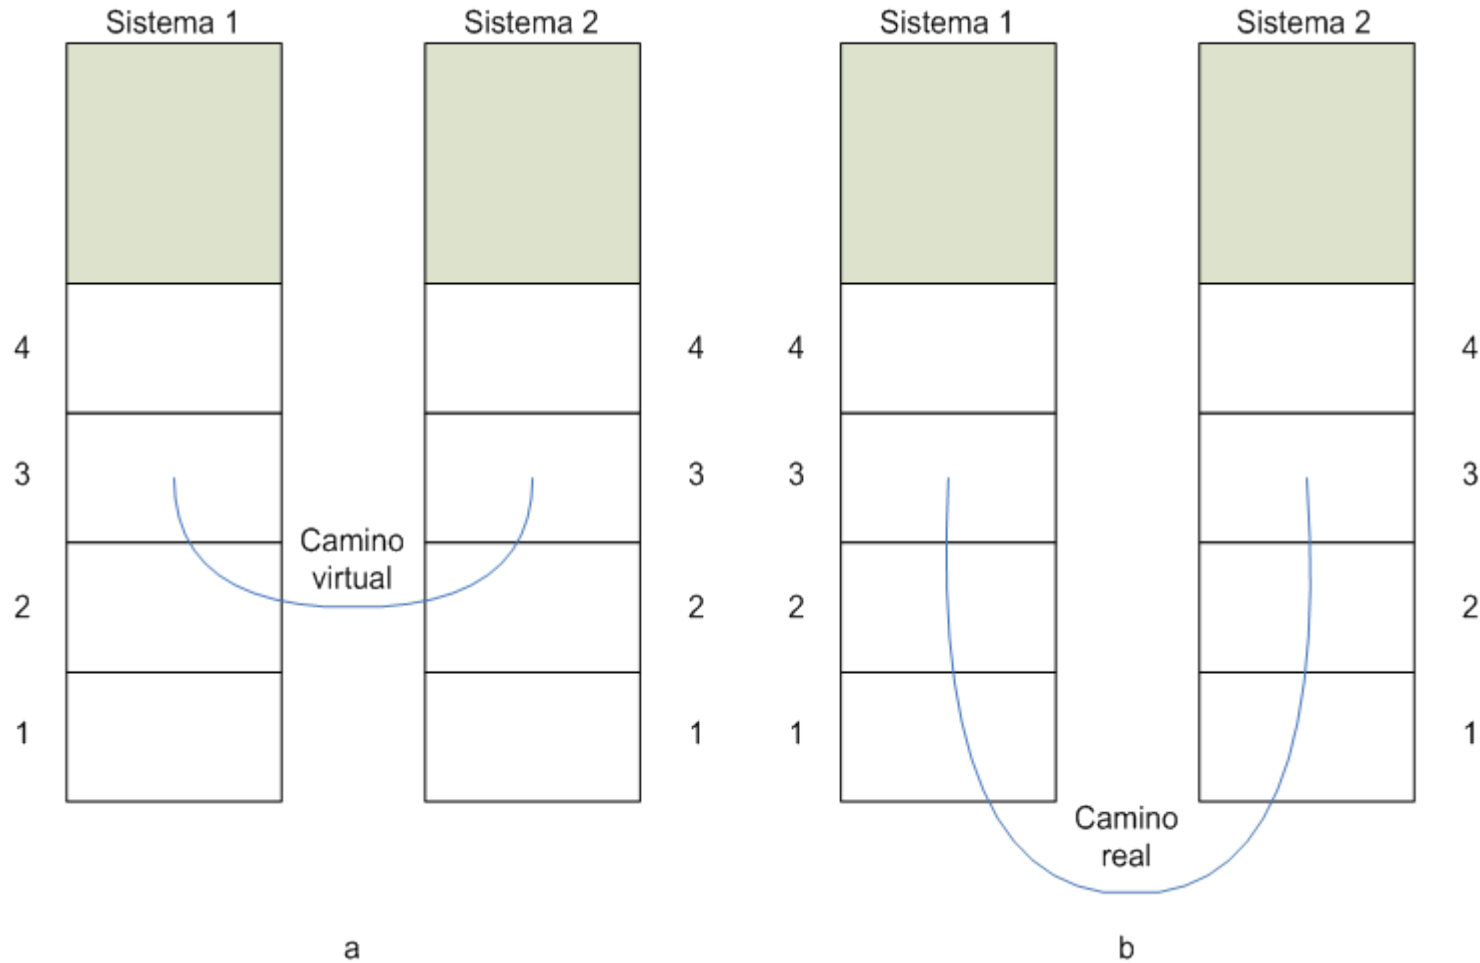 Sistema 1 Sistema 2 Sistema 1 Sistema 2
4 4 4 4
3 3 3 3
Camino
virtual
2 2 2 2
1 1 1 1
Camino
real
a b